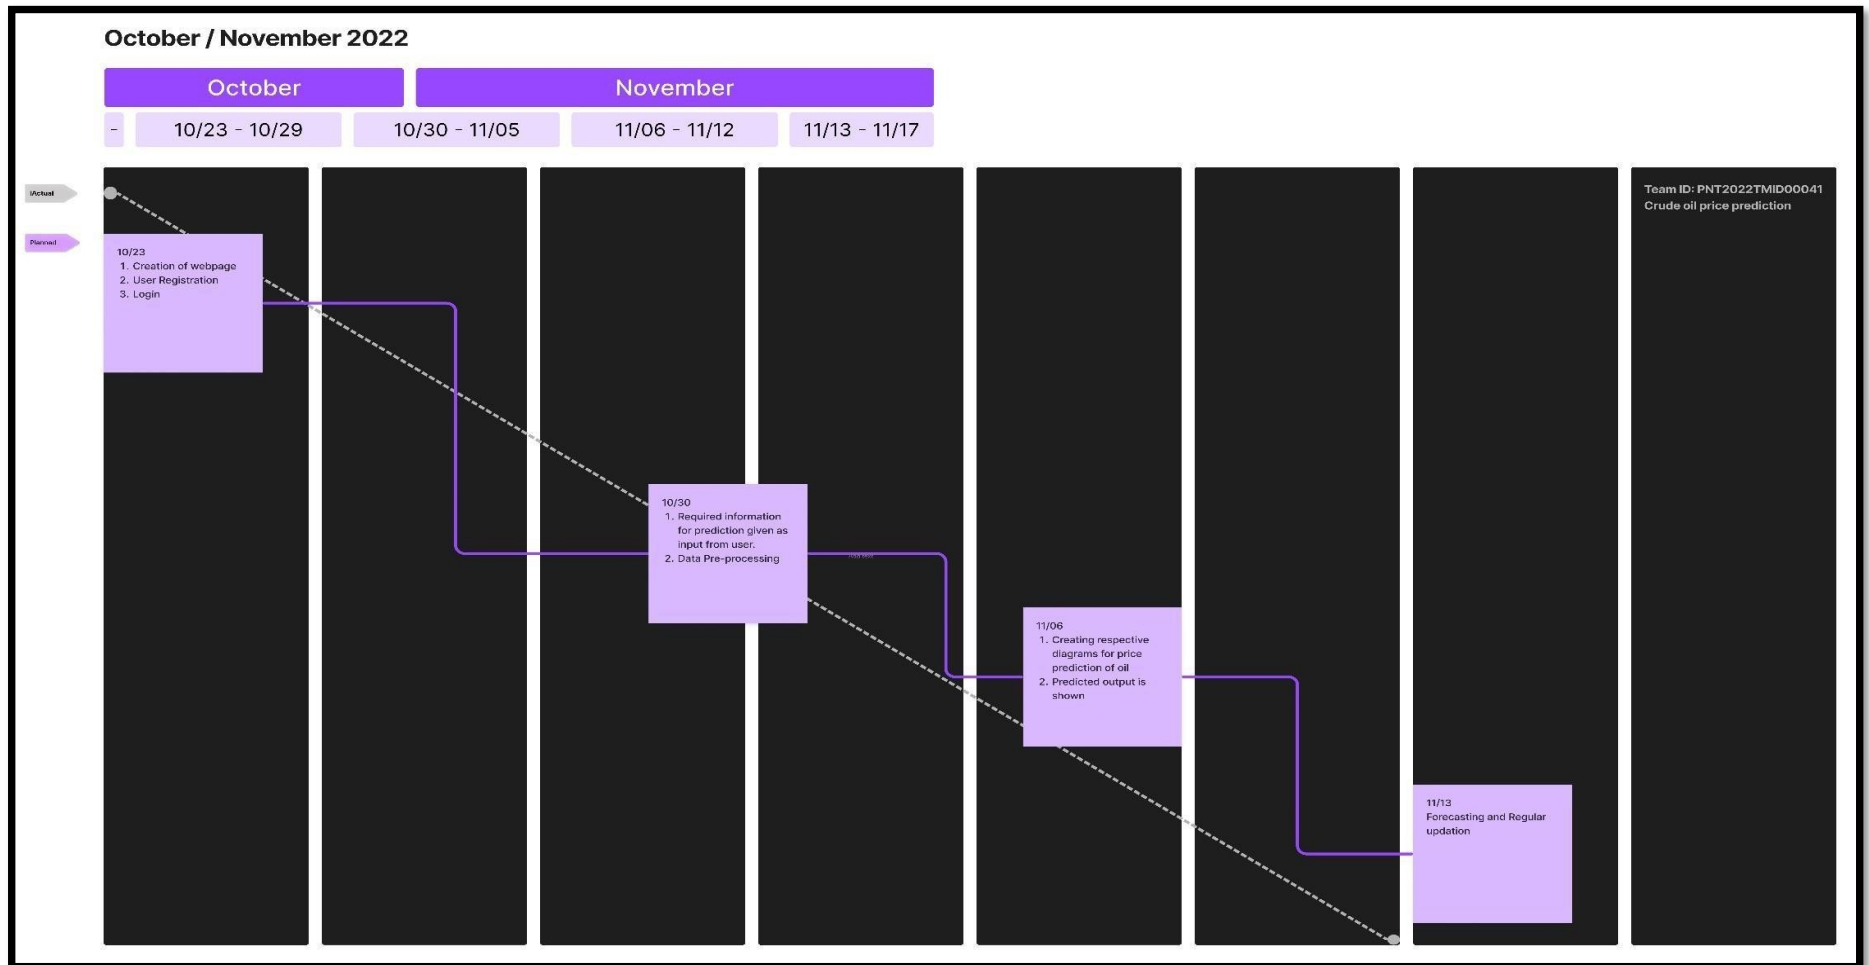 October / November 2022
October
November
-
10/23 - 10/29
10/30 - 11/05
11/06 - 11/12
11/13 - 11/17
Actual
Planned
Team ID: PNT2022TMID00041
Crude oil price prediction
10/23
1. Creation of webpage
2. User Registration
3. Login
10/30
1. Required information
for prediction given as
input from user.
2. Data Pre-processing
11/06
1. Creating respective
diagrams for price
prediction of oil
2. Predicted output is
shown
11/13
Forecasting and Regular
updation